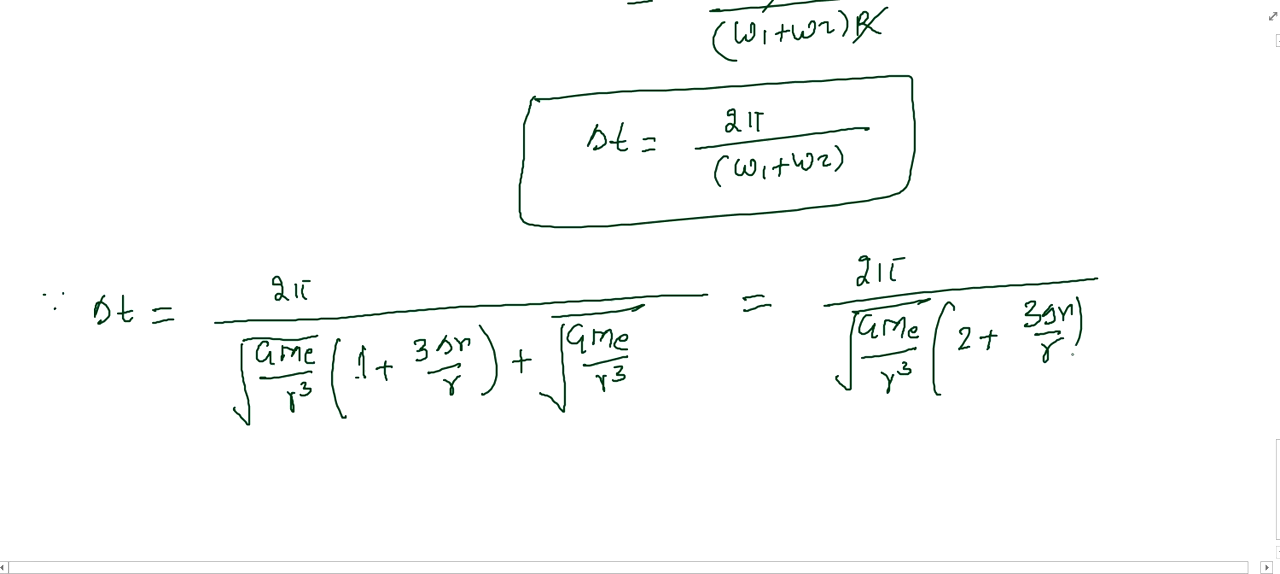 = (ω1+ω2)R
Δt = 2π / (ω1+ω2)
∵ Δt = 2π / (√(GMe/r³) (1 + 3Δr/r) + √(GMe/r³)) = 2π / (√(GMe/r³) (2 + 3Δr/r))